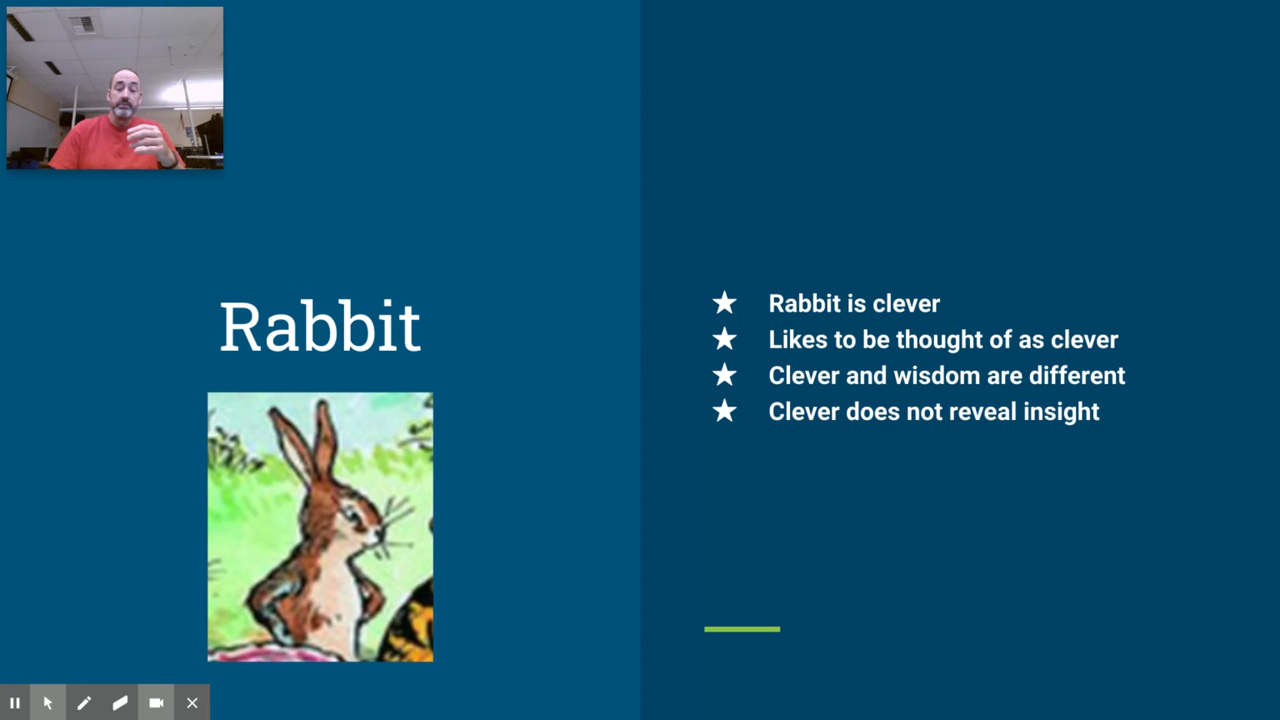 Rabbit
★ Rabbit is clever
★ Likes to be thought of as clever
★ Clever and wisdom are different
★ Clever does not reveal insight